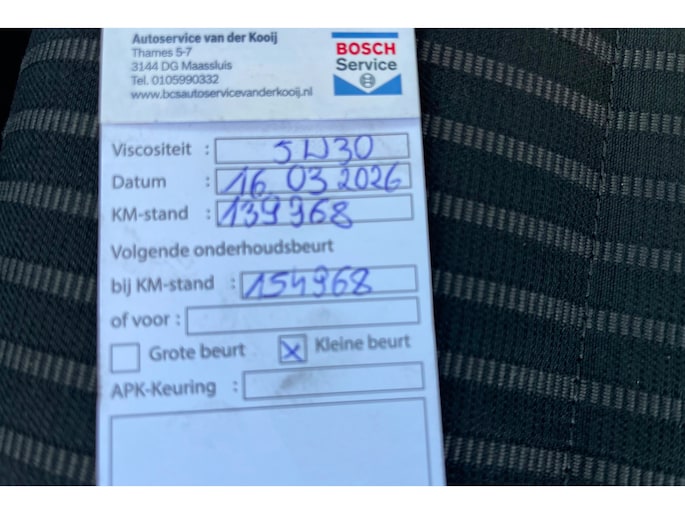 Autoservice van der Kooij
Thames 5-7
3144 DG Maassluis
Tel. 0105990332
www.bcsautoservicevanderkooij.nl
BOSCH
Service
Viscositeit : 5W30
Datum : 16.03 2026
KM-stand : 139968
Volgende onderhoudsbeurt
bij KM-stand : 154968
of voor :
Grote beurt X Kleine beurt
APK-Keuring :